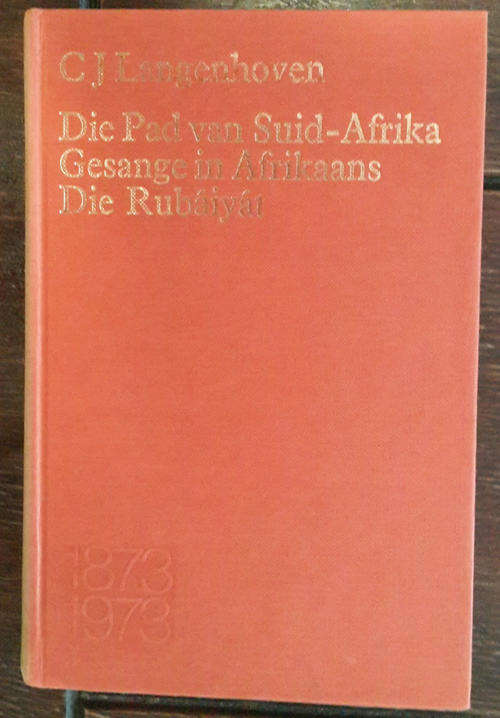 C J Langenhoven
Die Pad van Suid-Afrika
Gesange in Afrikaans
Die Rubáiyát
1873
1973